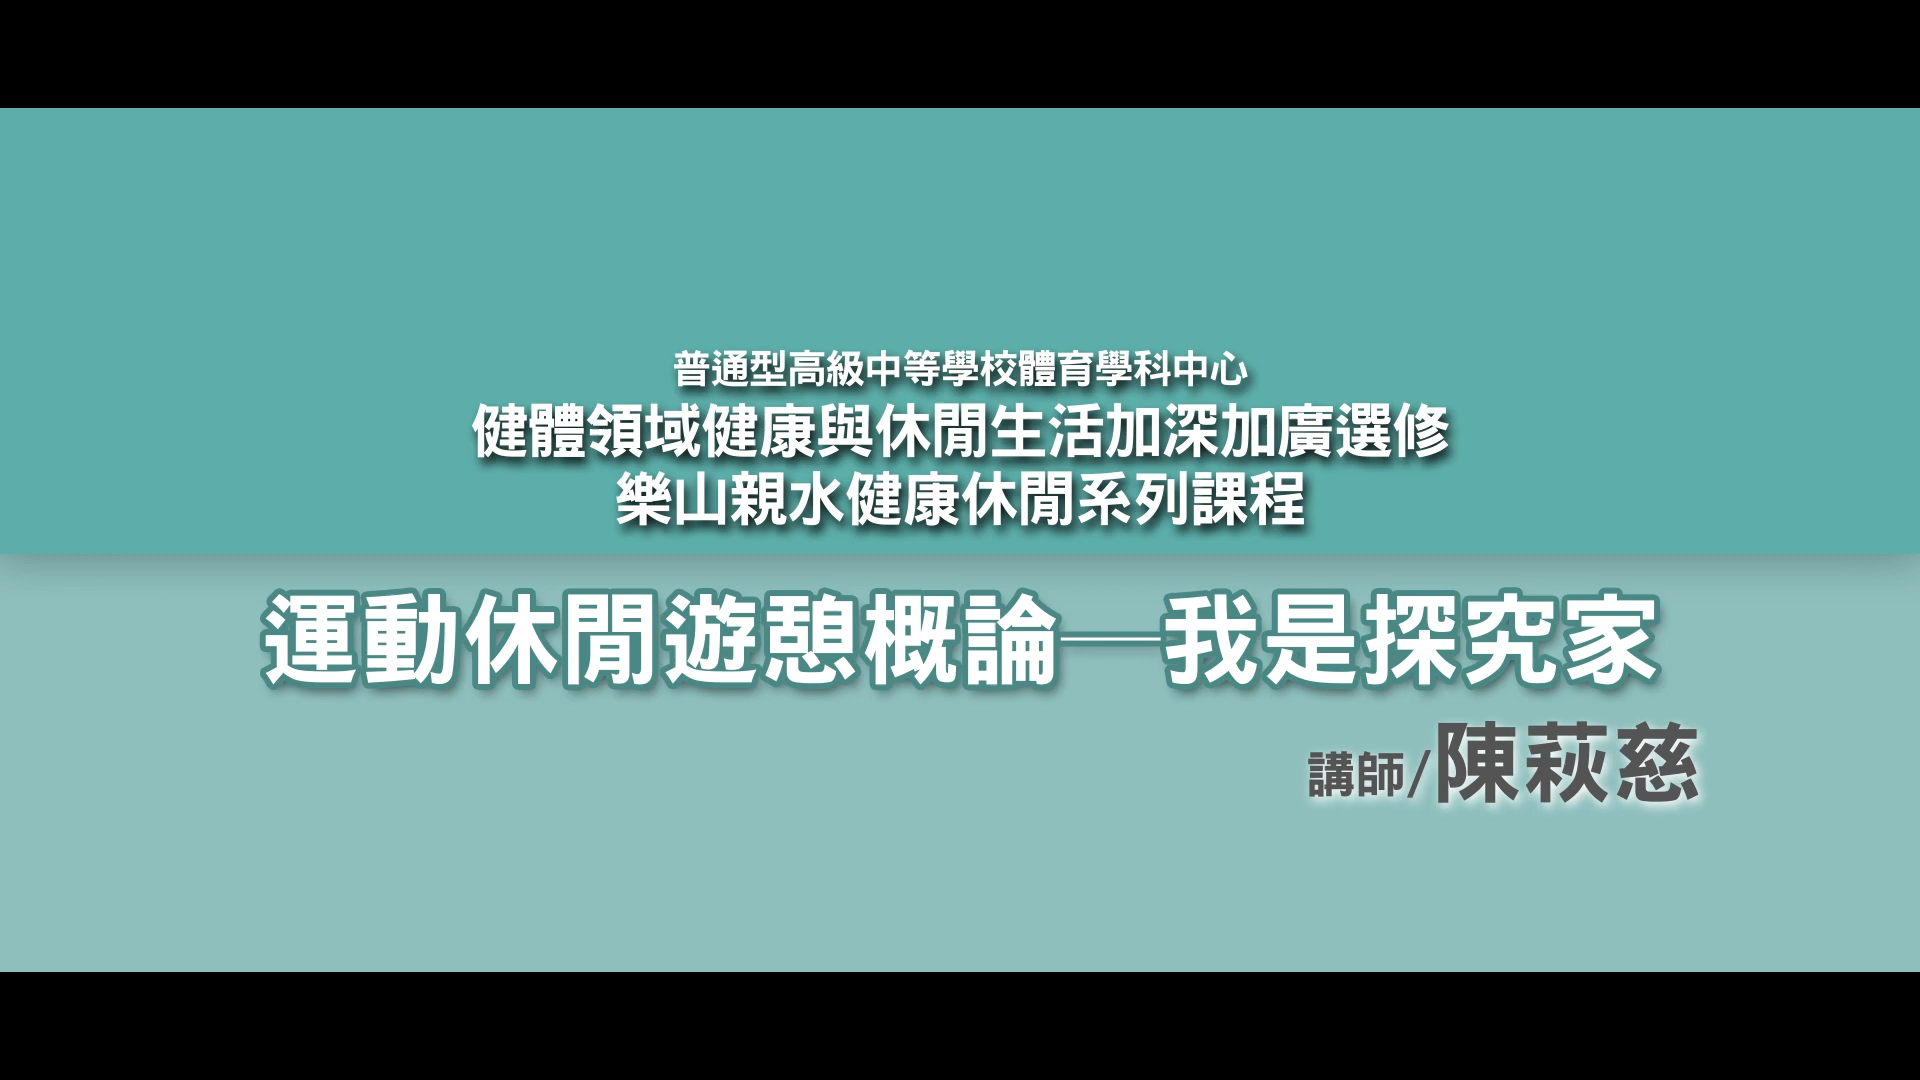 普通型高級中等學校體育學科中心
健體領域健康與休閒生活加深加廣選修
樂山親水健康休閒系列課程
運動休閒遊憩概論──我是探究家
講師/陳萩慈